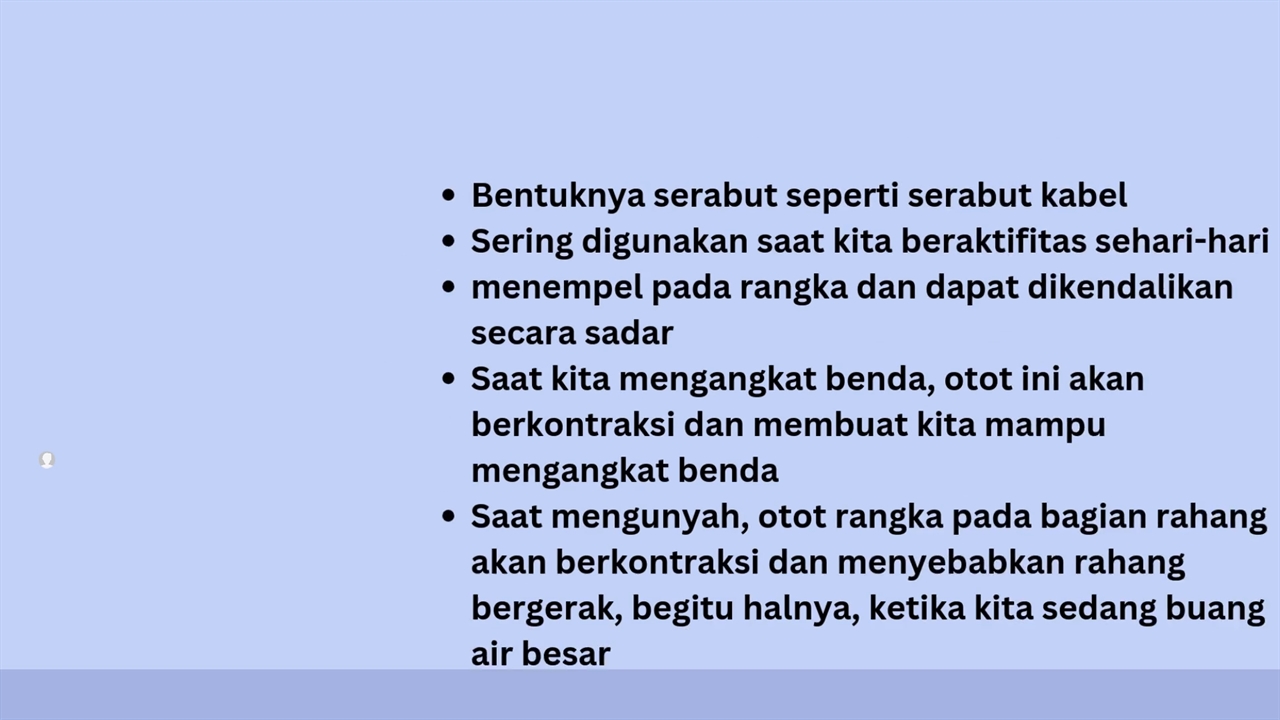 • Bentuknya serabut seperti serabut kabel
• Sering digunakan saat kita beraktifitas sehari-hari
• menempel pada rangka dan dapat dikendalikan
secara sadar
• Saat kita mengangkat benda, otot ini akan
berkontraksi dan membuat kita mampu
mengangkat benda
• Saat mengunyah, otot rangka pada bagian rahang
akan berkontraksi dan menyebabkan rahang
bergerak, begitu halnya, ketika kita sedang buang
air besar